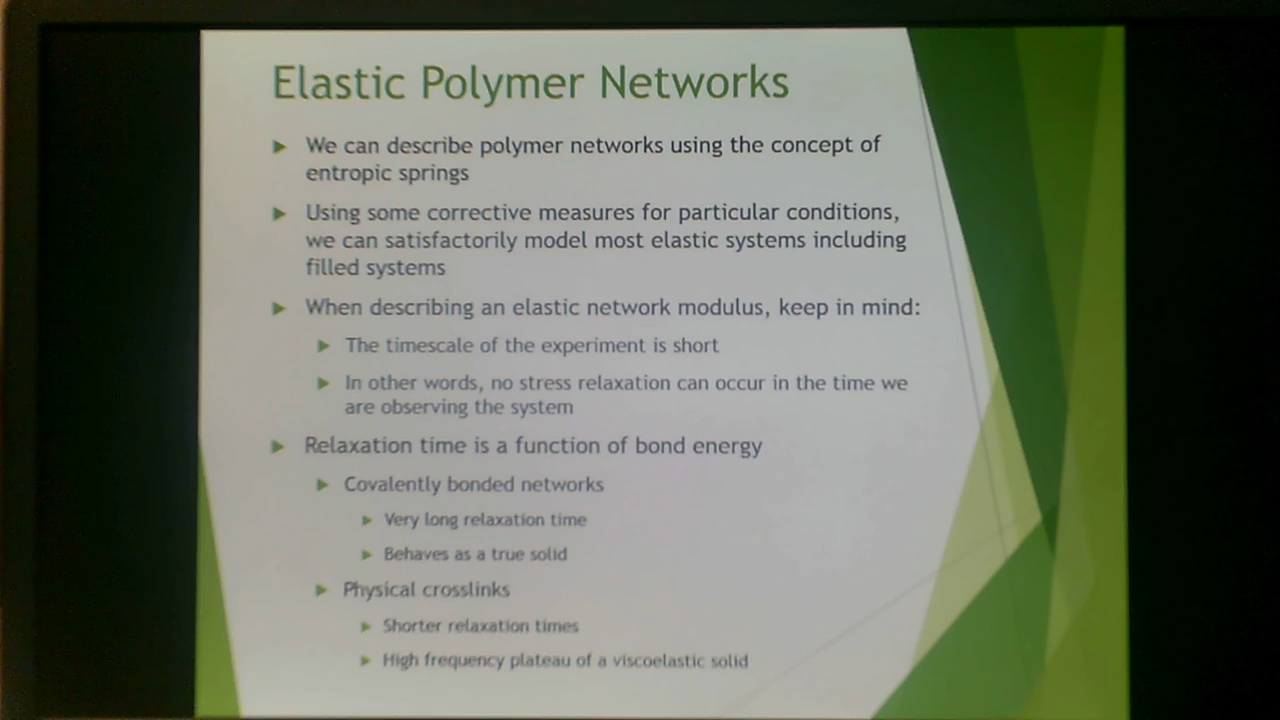 Elastic Polymer Networks
We can describe polymer networks using the concept of
entropic springs
Using some corrective measures for particular conditions,
we can satisfactorily model most elastic systems including
filled systems
When describing an elastic network modulus, keep in mind:
The timescale of the experiment is short
In other words, no stress relaxation can occur in the time we
are observing the system
Relaxation time is a function of bond energy
Covalently bonded networks
Very long relaxation time
Behaves as a true solid
Physical crosslinks
Shorter relaxation times
High frequency plateau of a viscoelastic solid